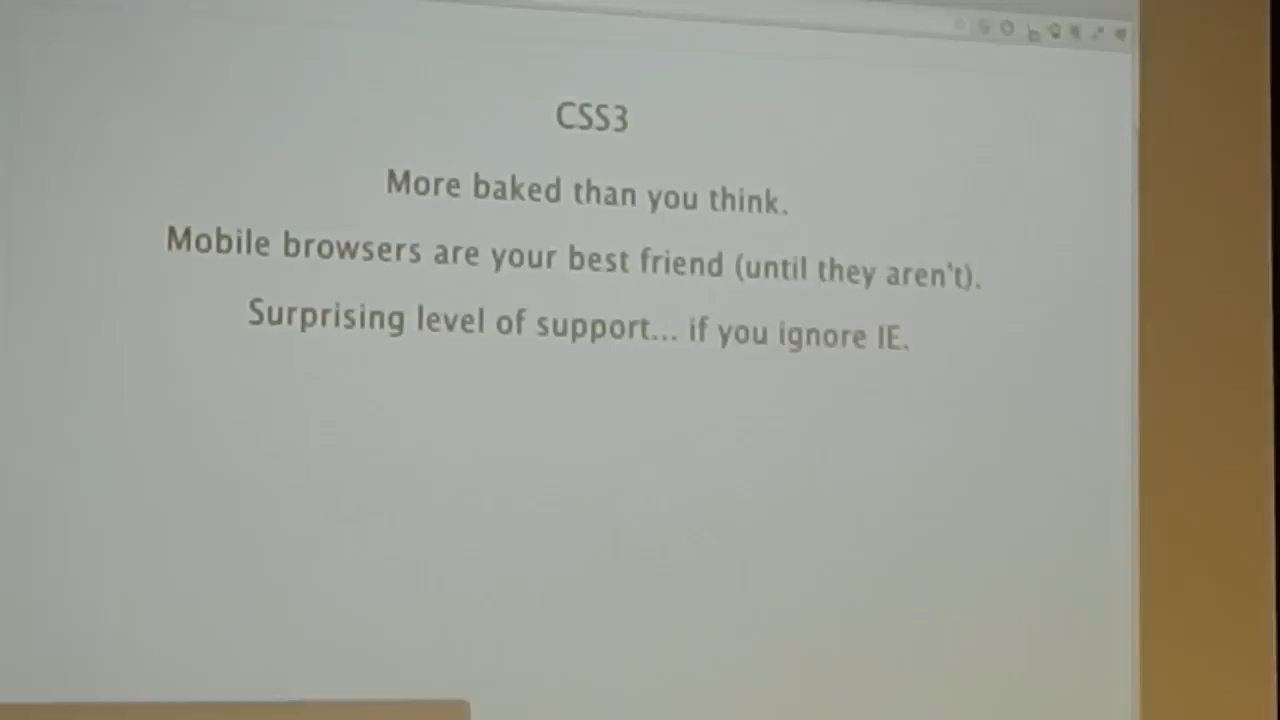 CSS3
More baked than you think.
Mobile browsers are your best friend (until they aren't).
Surprising level of support... if you ignore IE.